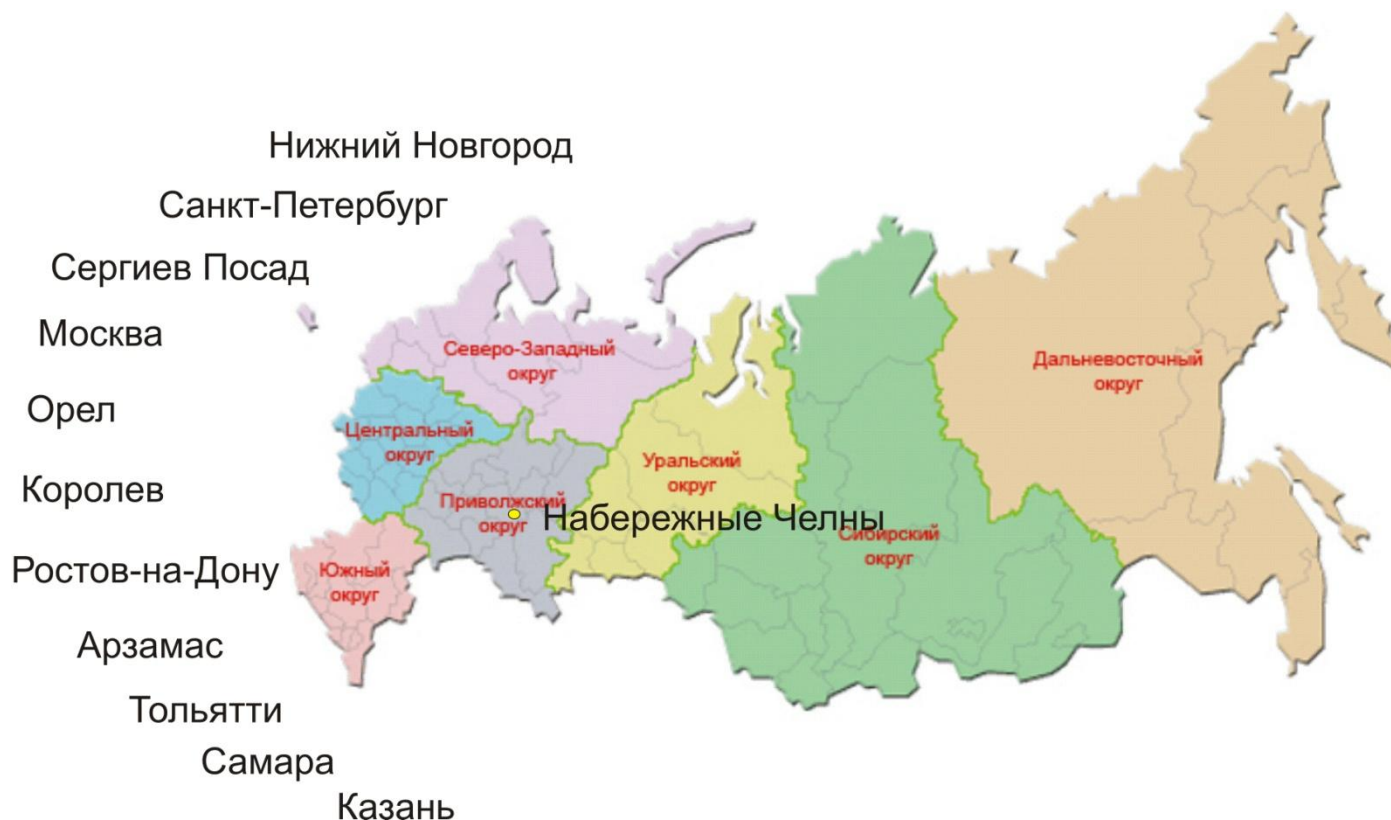 Нижний Новгород
Санкт-Петербург
Сергиев Посад
Москва
Северо-Западный
округ
Дальневосточный
округ
Орел
Центральный
округ
Уральский
округ
Королев
Приволжский
округ
Набережные Челны
Сибирский
округ
Ростов-на-Дону
Южный
округ
Арзамас
Тольятти
Самара
Казань